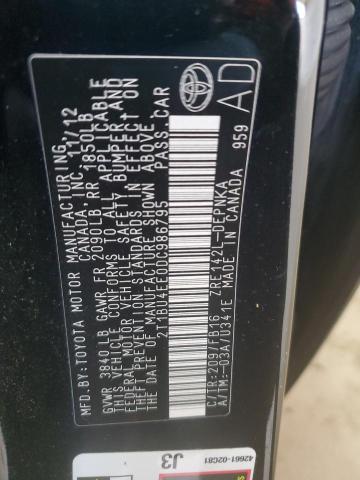 MFD.BY:TOYOTA MOTOR MANUFACTURING,
CANADA, INC. 11/12
GVWR 3840 LB GAWR FR 2090LB RR 1850LB
THIS VEHICLE CONFORMS TO ALL APPLICABLE
FEDERAL MOTOR VEHICLE SAFETY, BUMPER, AND
THEFT PREVENTION STANDARDS IN EFFECT ON
THE DATE OF MANUFACTURE SHOWN ABOVE.
2T1BU4EE0DC986795 PASS.CAR
C/TR:209/FB16 ZRE142L-DEPNKA
A/TM:-03A/U341E MADE IN CANADA 959
AD
42661-02C81
J3